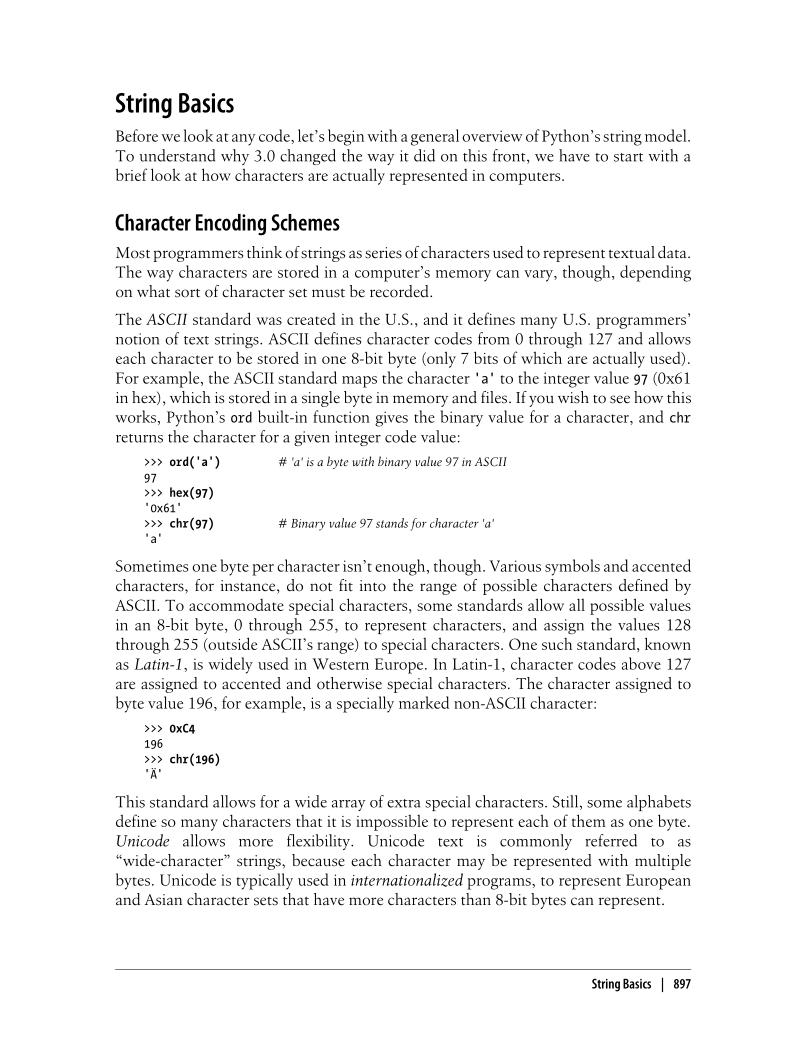 String Basics
Before we look at any code, let’s begin with a general overview of Python’s string model.
To understand why 3.0 changed the way it did on this front, we have to start with a
brief look at how characters are actually represented in computers.
Character Encoding Schemes
Most programmers think of strings as series of characters used to represent textual data.
The way characters are stored in a computer’s memory can vary, though, depending
on what sort of character set must be recorded.
The ASCII standard was created in the U.S., and it defines many U.S. programmers’
notion of text strings. ASCII defines character codes from 0 through 127 and allows
each character to be stored in one 8-bit byte (only 7 bits of which are actually used).
For example, the ASCII standard maps the character 'a' to the integer value 97 (0x61
in hex), which is stored in a single byte in memory and files. If you wish to see how this
works, Python’s ord built-in function gives the binary value for a character, and chr
returns the character for a given integer code value:
>>> ord('a') # 'a' is a byte with binary value 97 in ASCII
97
>>> hex(97)
'0x61'
>>> chr(97) # Binary value 97 stands for character 'a'
'a'
Sometimes one byte per character isn’t enough, though. Various symbols and accented
characters, for instance, do not fit into the range of possible characters defined by
ASCII. To accommodate special characters, some standards allow all possible values
in an 8-bit byte, 0 through 255, to represent characters, and assign the values 128
through 255 (outside ASCII’s range) to special characters. One such standard, known
as Latin-1, is widely used in Western Europe. In Latin-1, character codes above 127
are assigned to accented and otherwise special characters. The character assigned to
byte value 196, for example, is a specially marked non-ASCII character:
>>> 0xC4
196
>>> chr(196)
'Ä'
This standard allows for a wide array of extra special characters. Still, some alphabets
define so many characters that it is impossible to represent each of them as one byte.
Unicode allows more flexibility. Unicode text is commonly referred to as
“wide-character” strings, because each character may be represented with multiple
bytes. Unicode is typically used in internationalized programs, to represent European
and Asian character sets that have more characters than 8-bit bytes can represent.
String Basics | 897